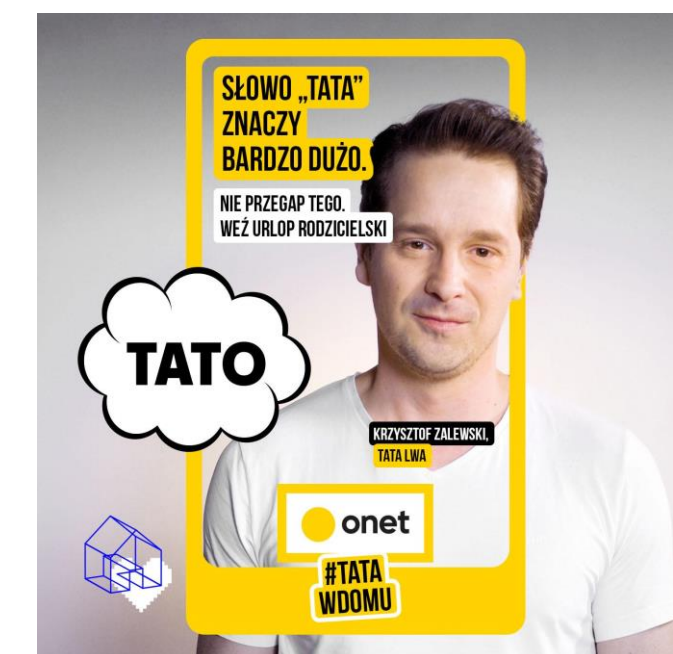 SŁOWO „TATA”
ZNACZY
BARDZO DUŻO.
NIE PRZEGAP TEGO.
WEŹ URLOP RODZICIELSKI
TATO
KRZYSZTOF ZALEWSKI,
TATA LWA
onet
#TATA
WDOMU